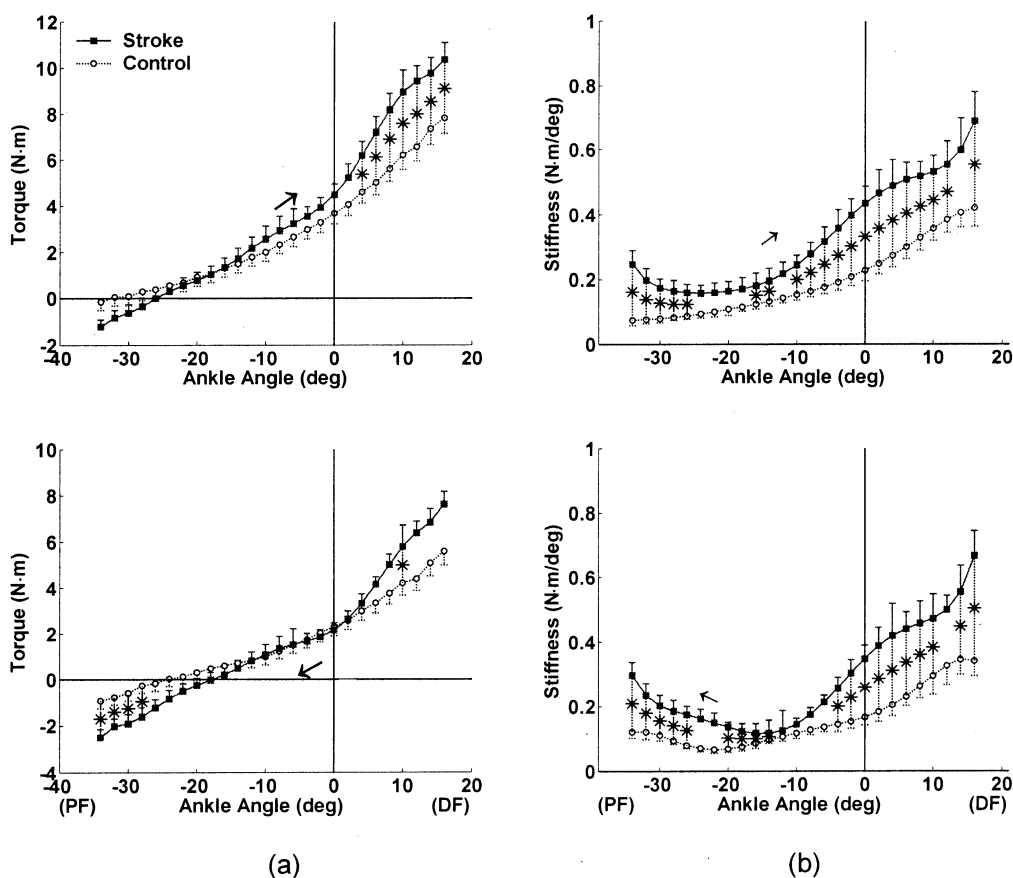 12
10
8
6
4
2
0
-2
-40 -30 -20 -10 0 10 20
Torque (N·m)
Ankle Angle (deg)
Stroke
Control
1
0.8
0.6
0.4
0.2
0
-30 -20 -10 0 10 20
Stiffness (N·m/deg)
Ankle Angle (deg)
10
8
6
4
2
0
-2
-4
-40 -30 -20 -10 0 10 20
Torque (N·m)
(PF) Ankle Angle (deg) (DF)
1
0.8
0.6
0.4
0.2
0
-30 -20 -10 0 10 20
Stiffness (N·m/deg)
(PF) Ankle Angle (deg) (DF)
(a)
(b)